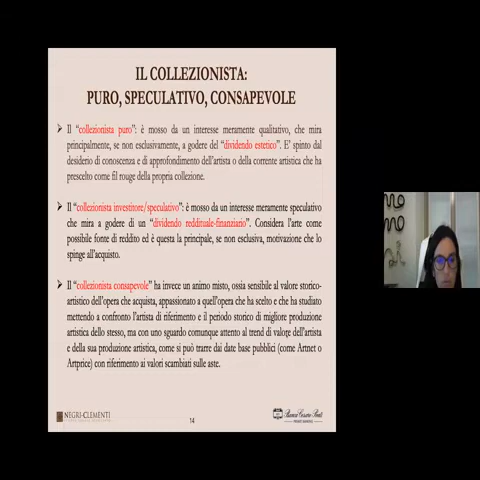 IL COLLEZIONISTA:
PURO, SPECULATIVO, CONSAPEVOLE
➤ Il “collezionista puro”: è mosso da un interesse meramente qualitativo, che mira
principalmente, se non esclusivamente, a godere del “dividendo estetico”. E' spinto dal
desiderio di conoscenza e di approfondimento dell'artista o della corrente artistica che ha
prescelto come fil rouge della propria collezione.
➤ Il “collezionista investitore/speculativo”: è mosso da un interesse meramente speculativo
che mira a godere di un “dividendo reddituale-finanziario”. Considera l'arte come
possibile fonte di reddito ed è questa la principale, se non esclusiva, motivazione che lo
spinge all'acquisto.
➤ Il “collezionista consapevole” ha invece un animo misto, ossia sensibile al valore storico-
artistico dell'opera che acquista, appassionato a quell'opera che ha scelto e che ha studiato
mettendo a confronto l'artista di riferimento e il periodo storico di migliore produzione
artistica dello stesso, ma con uno sguardo comunque attento al trend di valore dell'artista
e della sua produzione artistica, come si può trarre dai date base pubblici (come Artnet o
Artprice) con riferimento ai valori scambiati sulle aste.
NEGRI-CLEMENTI
14
Banca Cesare Ponti